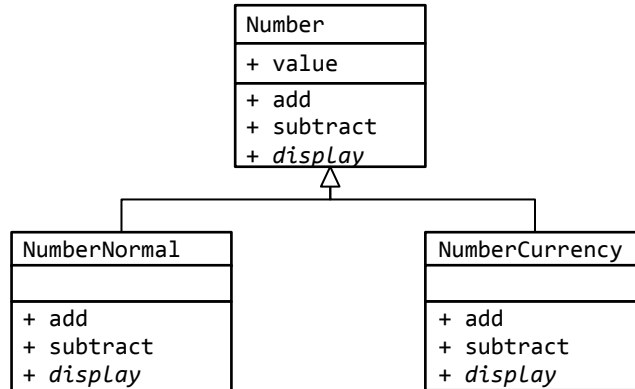 Number
+ value
+ add
+ subtract
+ display
NumberNormal
+ add
+ subtract
+ display
NumberCurrency
+ add
+ subtract
+ display